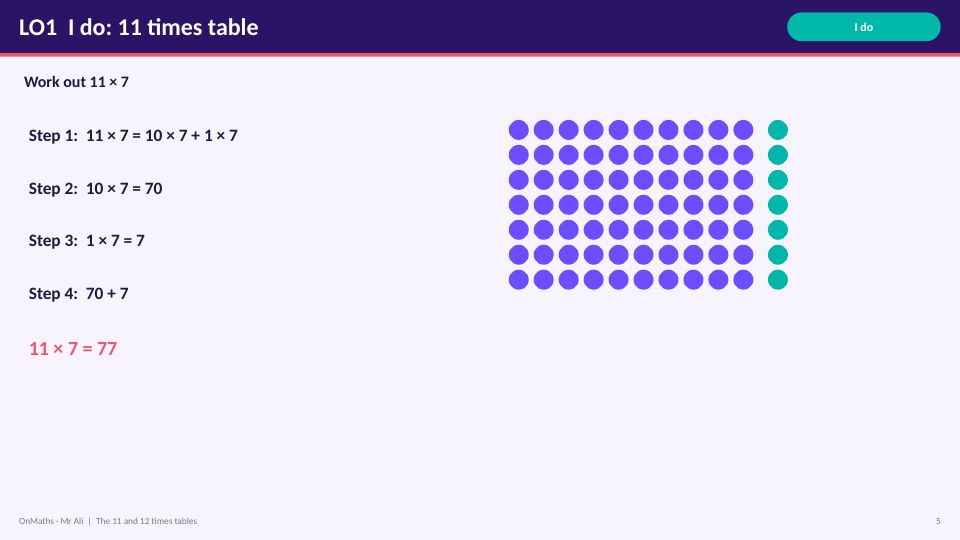 LO1 I do: 11 times table
I do
Work out 11 × 7
Step 1: 11 × 7 = 10 × 7 + 1 × 7
Step 2: 10 × 7 = 70
Step 3: 1 × 7 = 7
Step 4: 70 + 7
11 × 7 = 77
OnMaths - Mr Ali | The 11 and 12 times tables
5